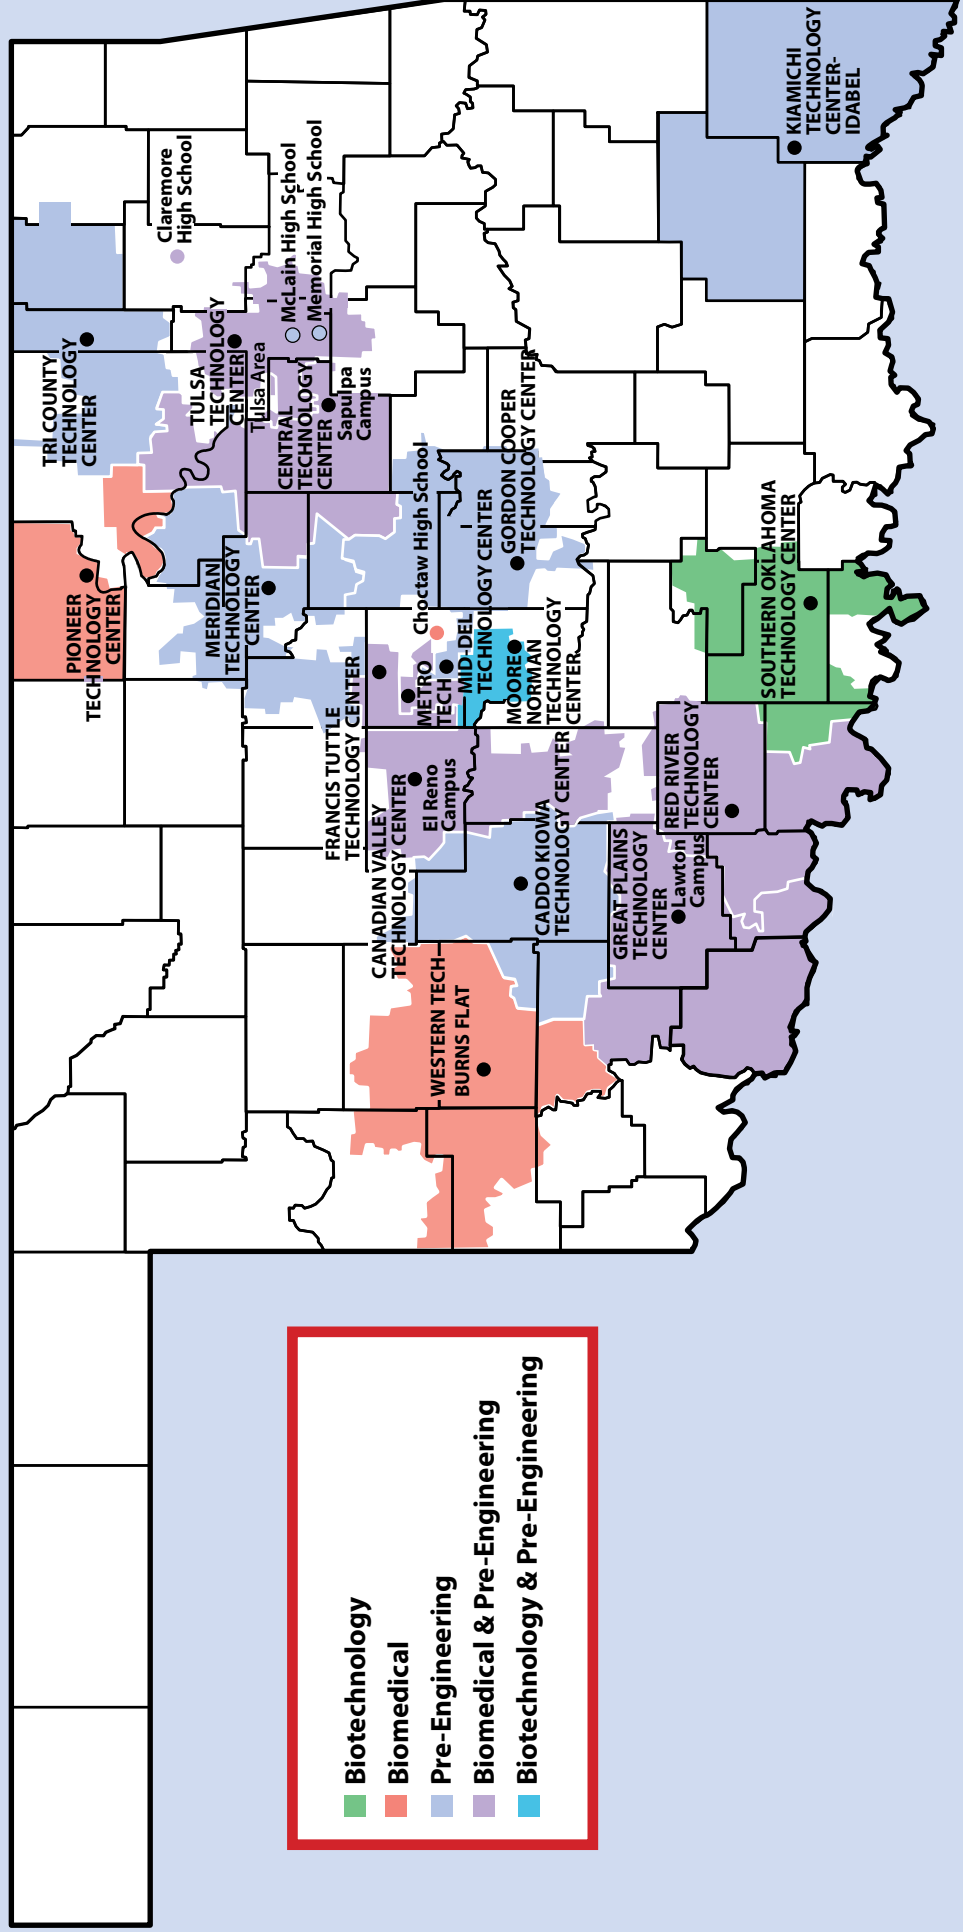 Biotechnology
Biomedical
Pre-Engineering
Biomedical & Pre-Engineering
Biotechnology & Pre-Engineering
PIONEER
TECHNOLOGY
CENTER
TRI COUNTY
TECHNOLOGY
CENTER
Claremore
High School
TULSA
TECHNOLOGY
CENTER
Tulsa Area
McLain High School
Memorial High School
MERIDIAN
TECHNOLOGY
CENTER
CENTRAL
TECHNOLOGY
CENTER
Sapulpa
Campus
FRANCIS TUTTLE
TECHNOLOGY CENTER
CANADIAN VALLEY
TECHNOLOGY CENTER
El Reno
Campus
METRO
TECH
Choctaw High School
MID-DEL
TECHNOLOGY CENTER
GORDON COOPER
TECHNOLOGY CENTER
MOORE
NORMAN
TECHNOLOGY
CENTER
WESTERN TECH
BURNS FLAT
CADDO KIOWA
TECHNOLOGY CENTER
GREAT PLAINS
TECHNOLOGY
CENTER
Lawton
Campus
RED RIVER
TECHNOLOGY
CENTER
SOUTHERN OKLAHOMA
TECHNOLOGY CENTER
KIAMICHI
TECHNOLOGY
CENTER-
IDABEL